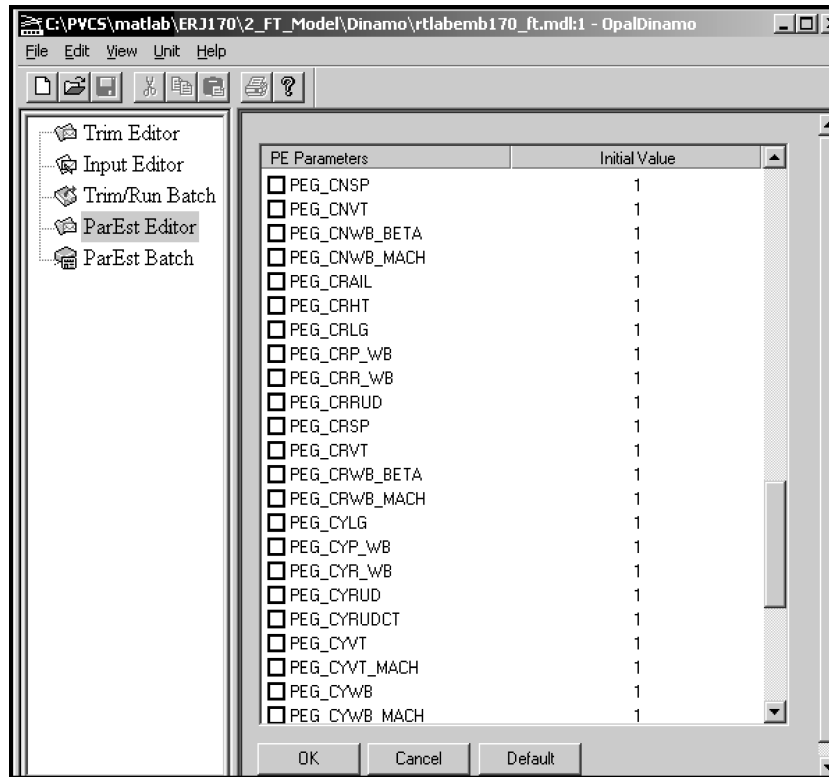 C:\PVCS\matlab\ERJ170\2_FT_Model\Dinamo\rtlabemb170_ft.mdl:1 - OpalDinamo
File Edit View Unit Help
Trim Editor
Input Editor
Trim/Run Batch
ParEst Editor
ParEst Batch
PE Parameters Initial Value
PEG_CNSP 1
PEG_CNVT 1
PEG_CNWB_BETA 1
PEG_CNWB_MACH 1
PEG_CRAIL 1
PEG_CRHT 1
PEG_CRLG 1
PEG_CRP_WB 1
PEG_CRR_WB 1
PEG_CRRUD 1
PEG_CRSP 1
PEG_CRVT 1
PEG_CRWB_BETA 1
PEG_CRWB_MACH 1
PEG_CYLG 1
PEG_CYP_WB 1
PEG_CYR_WB 1
PEG_CYRUD 1
PEG_CYRUDCT 1
PEG_CYVT 1
PEG_CYVT_MACH 1
PEG_CYWB 1
PEG_CYWB_MACH 1
OK Cancel Default